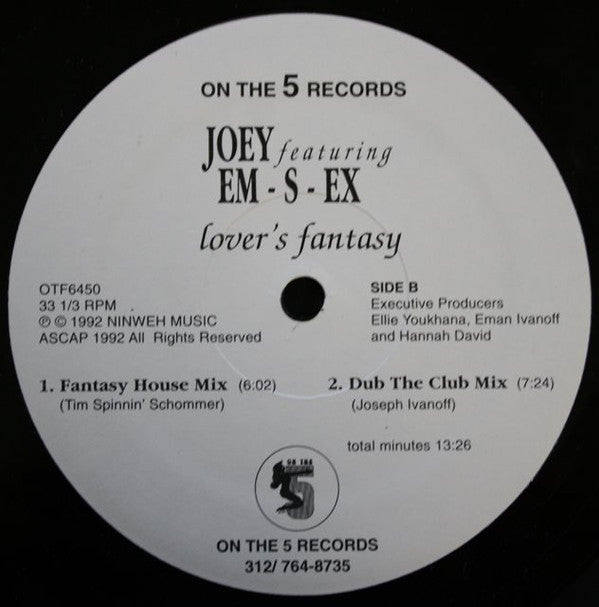 ON THE 5 RECORDS
JOEY featuring
EM - S - EX
lover's fantasy
OTF6450
33 1/3 RPM
℗ © 1992 NINWEH MUSIC
ASCAP 1992 All Rights Reserved
SIDE B
Executive Producers
Ellie Youkhana, Eman Ivanoff
and Hannah David
1. Fantasy House Mix (6:02)
(Tim Spinnin' Schommer)
2. Dub The Club Mix (7:24)
(Joseph Ivanoff)
total minutes 13:26
ON THE
5
ON THE 5 RECORDS
312/ 764-8735